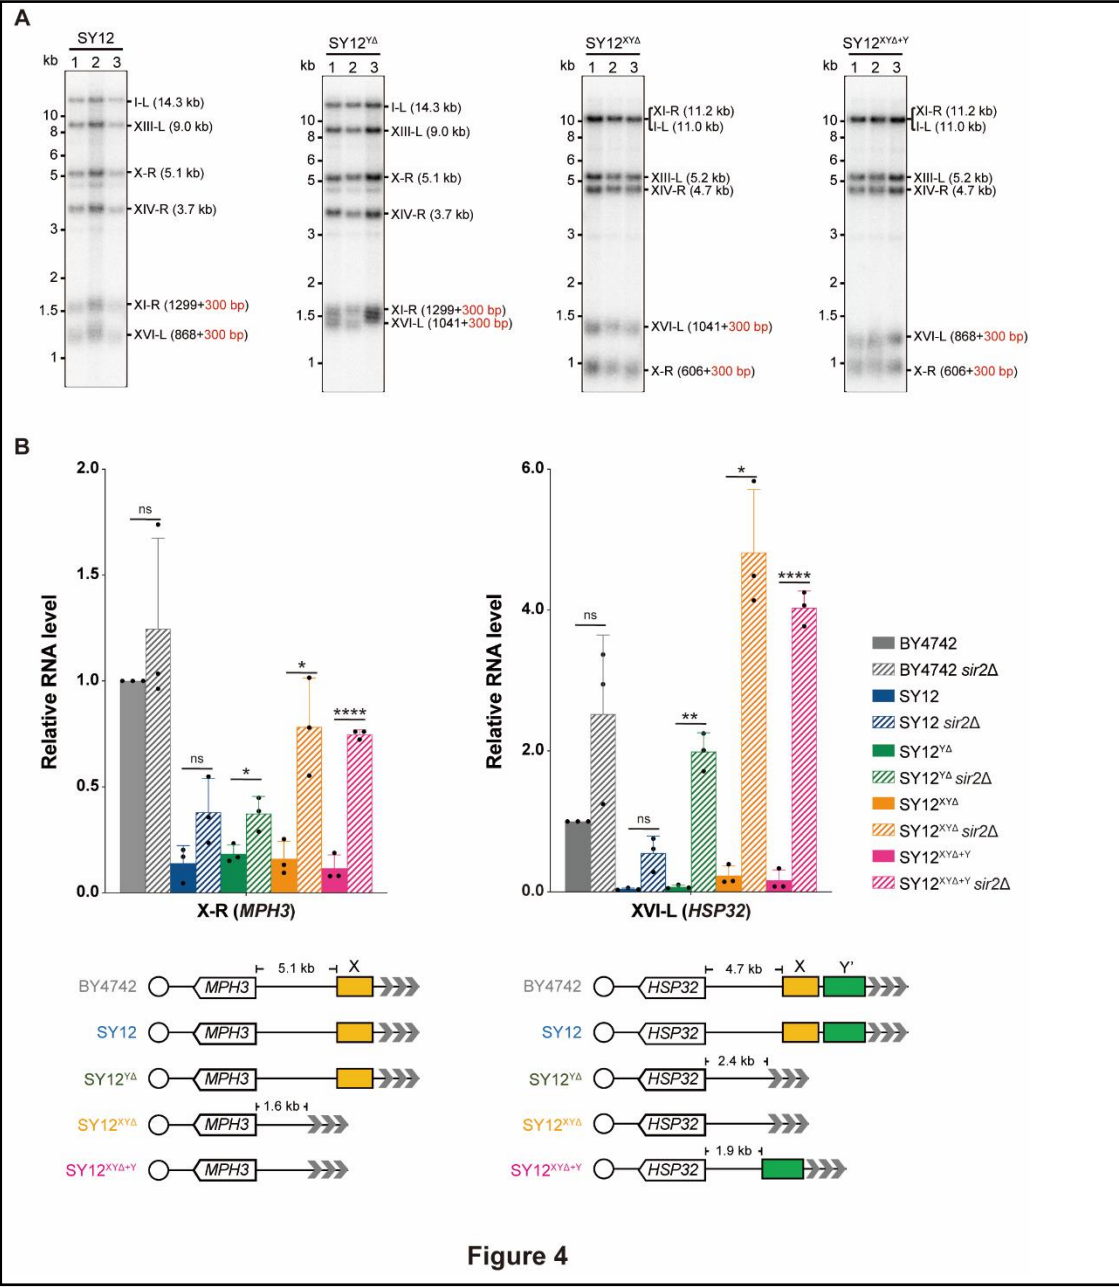 A
SY12
kb 1 2 3
10
8
6
5
3
2
1.5
1
I-L (14.3 kb)
XIII-L (9.0 kb)
X-R (5.1 kb)
XIV-R (3.7 kb)
XI-R (1299+300 bp)
XVI-L (868+300 bp)
SY12YΔ
kb 1 2 3
10
8
6
5
3
2
1.5
1
I-L (14.3 kb)
XIII-L (9.0 kb)
X-R (5.1 kb)
XIV-R (3.7 kb)
XI-R (1299+300 bp)
XVI-L (1041+300 bp)
SY12XYΔ
kb 1 2 3
10
8
6
5
3
2
1.5
1
XI-R (11.2 kb)
I-L (11.0 kb)
XIII-L (5.2 kb)
XIV-R (4.7 kb)
XVI-L (1041+300 bp)
X-R (606+300 bp)
SY12XYΔ+Y
kb 1 2 3
10
8
6
5
3
2
1.5
1
XI-R (11.2 kb)
I-L (11.0 kb)
XIII-L (5.2 kb)
XIV-R (4.7 kb)
XVI-L (868+300 bp)
X-R (606+300 bp)
B
Relative RNA level
2.0
1.5
1.0
0.5
0.0
ns
ns
*
*
****
X-R (MPH3)
Relative RNA level
6.0
4.0
2.0
0.0
ns
ns
**
*
****
XVI-L (HSP32)
BY4742
BY4742 sir2Δ
SY12
SY12 sir2Δ
SY12YΔ
SY12YΔ sir2Δ
SY12XYΔ
SY12XYΔ sir2Δ
SY12XYΔ+Y
SY12XYΔ+Y sir2Δ
5.1 kb X
BY4742 MPH3
SY12 MPH3
SY12YΔ MPH3
1.6 kb
SY12XYΔ MPH3
SY12XYΔ+Y MPH3
4.7 kb X Y'
BY4742 HSP32
SY12 HSP32
2.4 kb
SY12YΔ HSP32
SY12XYΔ HSP32
1.9 kb
SY12XYΔ+Y HSP32
Figure 4